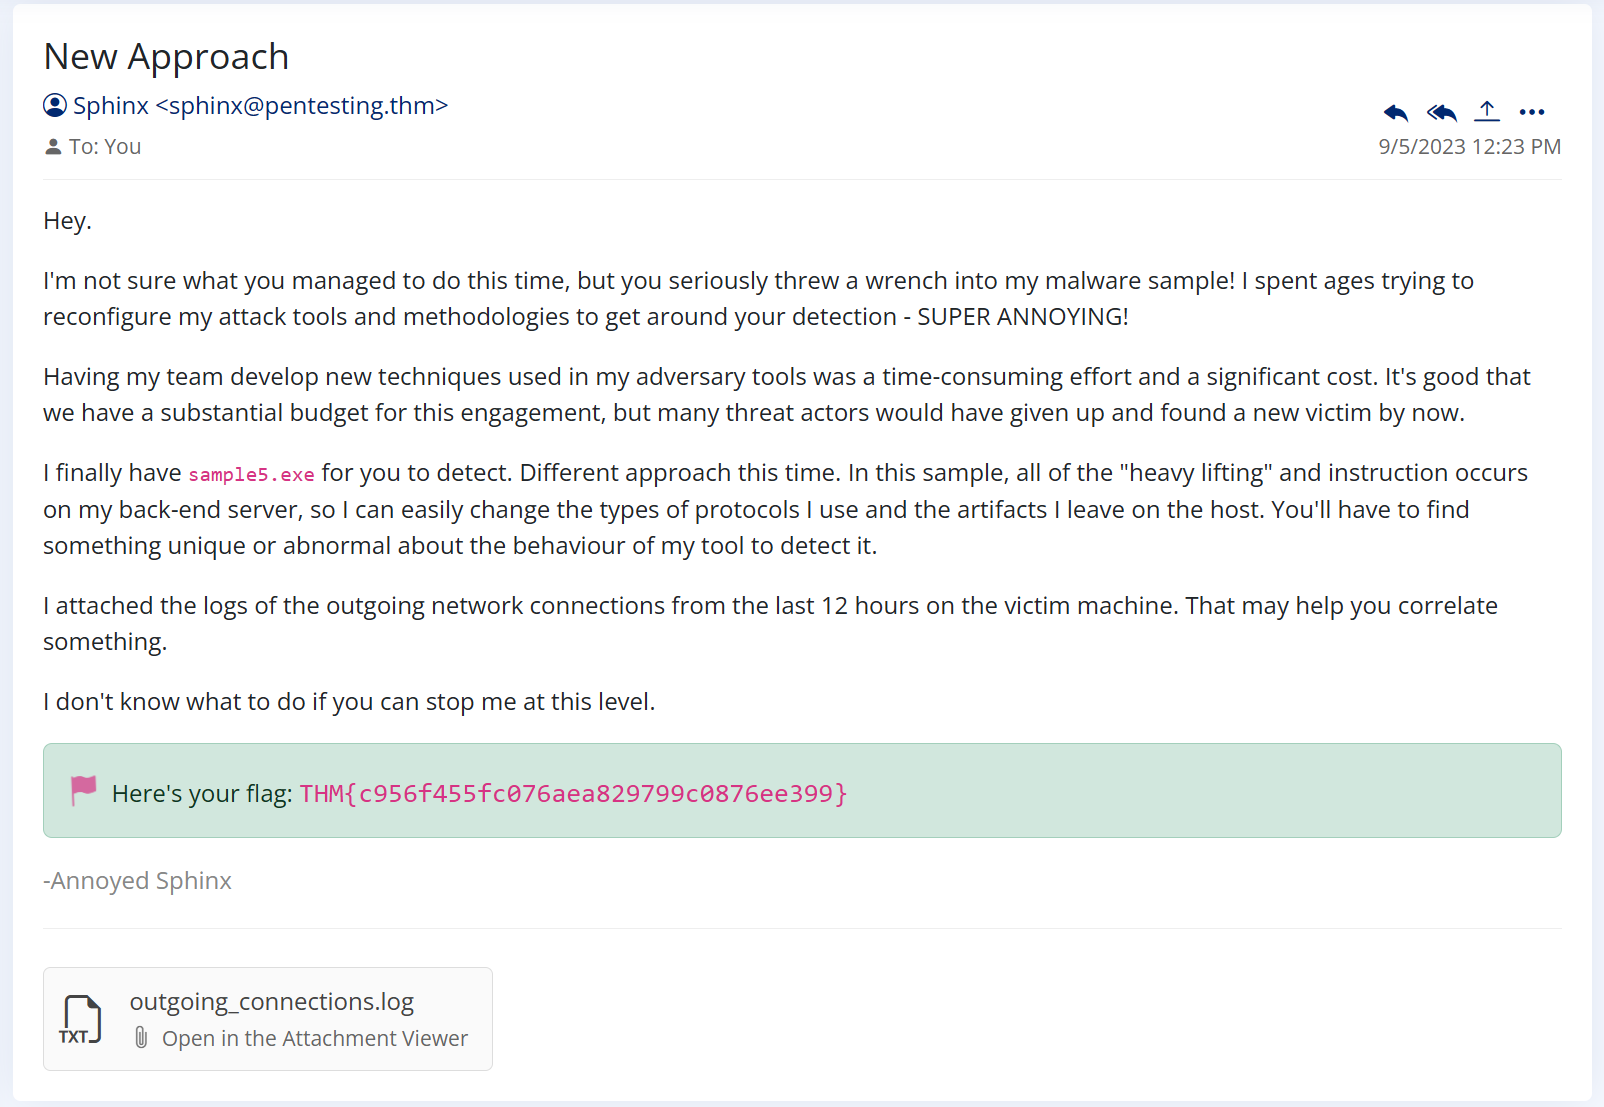 New Approach
Sphinx <sphinx@pentesting.thm>
To: You
9/5/2023 12:23 PM
Hey.
I'm not sure what you managed to do this time, but you seriously threw a wrench into my malware sample! I spent ages trying to
reconfigure my attack tools and methodologies to get around your detection - SUPER ANNOYING!
Having my team develop new techniques used in my adversary tools was a time-consuming effort and a significant cost. It's good that
we have a substantial budget for this engagement, but many threat actors would have given up and found a new victim by now.
I finally have sample5.exe for you to detect. Different approach this time. In this sample, all of the "heavy lifting" and instruction occurs
on my back-end server, so I can easily change the types of protocols I use and the artifacts I leave on the host. You'll have to find
something unique or abnormal about the behaviour of my tool to detect it.
I attached the logs of the outgoing network connections from the last 12 hours on the victim machine. That may help you correlate
something.
I don't know what to do if you can stop me at this level.
Here's your flag: THM{c956f455fc076aea829799c0876ee399}
-Annoyed Sphinx
outgoing_connections.log
TXT
Open in the Attachment Viewer